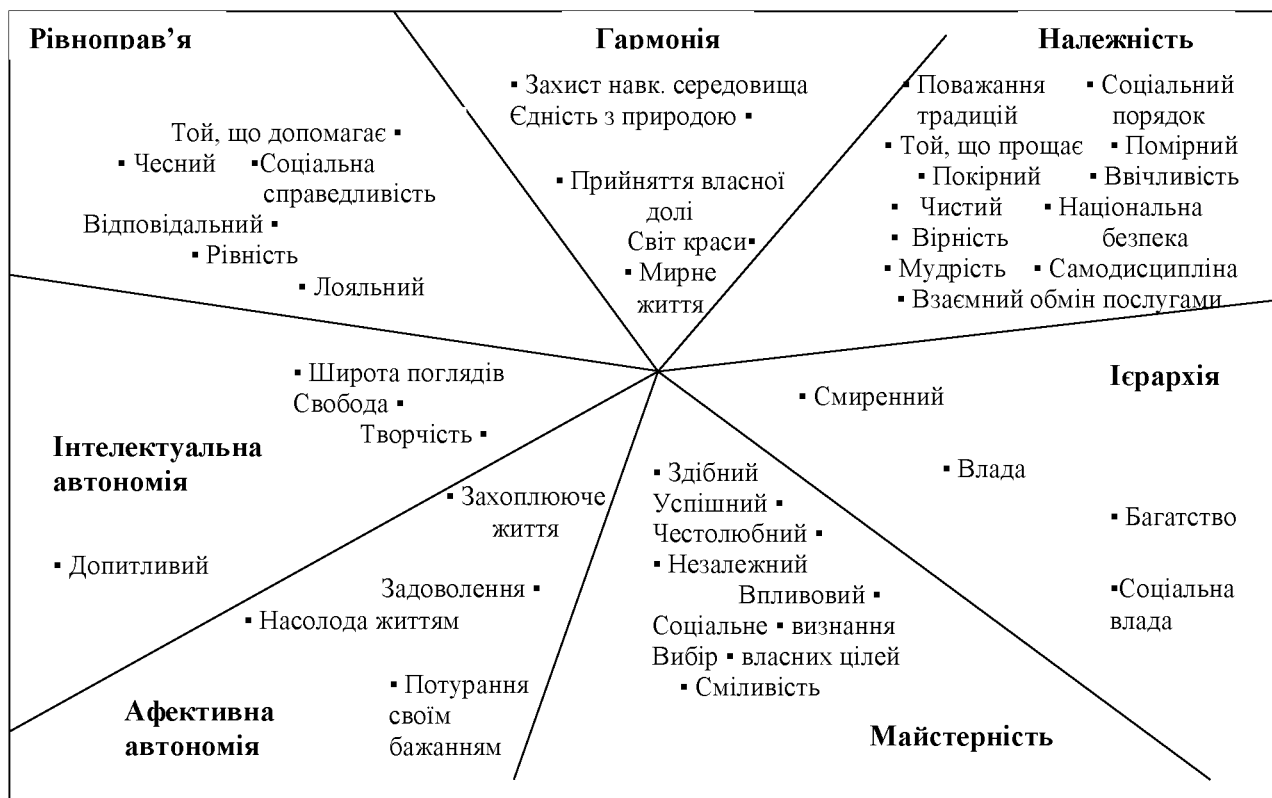 Рівноправ’я
Той, що допомагає ▪
▪ Чесний ▪Соціальна
справедливість
Відповідальний ▪
▪ Рівність
▪ Лояльний
Гармонія
▪ Захист навк. середовища
Єдність з природою ▪
▪ Прийняття власної
долі
Світ краси▪
▪ Мирне
життя
Належність
▪ Поважання
традицій
▪ Соціальний
порядок
▪ Той, що прощає ▪ Помірний
▪ Покірний ▪ Ввічливість
▪ Чистий ▪ Національна
безпека
▪ Вірність
▪ Мудрість ▪ Самодисципліна
▪ Взаємний обмін послугами
Інтелектуальна
автономія
▪ Широта поглядів
Свобода ▪
Творчість ▪
▪ Допитливий
Афективна
автономія
▪ Захоплююче
життя
Задоволення ▪
▪ Насолода життям
▪ Потурання
своїм
бажанням
▪ Здібний
Успішний ▪
Честолюбний ▪
▪ Незалежний
Впливовий ▪
Соціальне ▪ визнання
Вибір ▪ власних цілей
▪ Сміливість
Майстерність
Ієрархія
▪ Смиренний
▪ Влада
▪ Багатство
▪Соціальна
влада